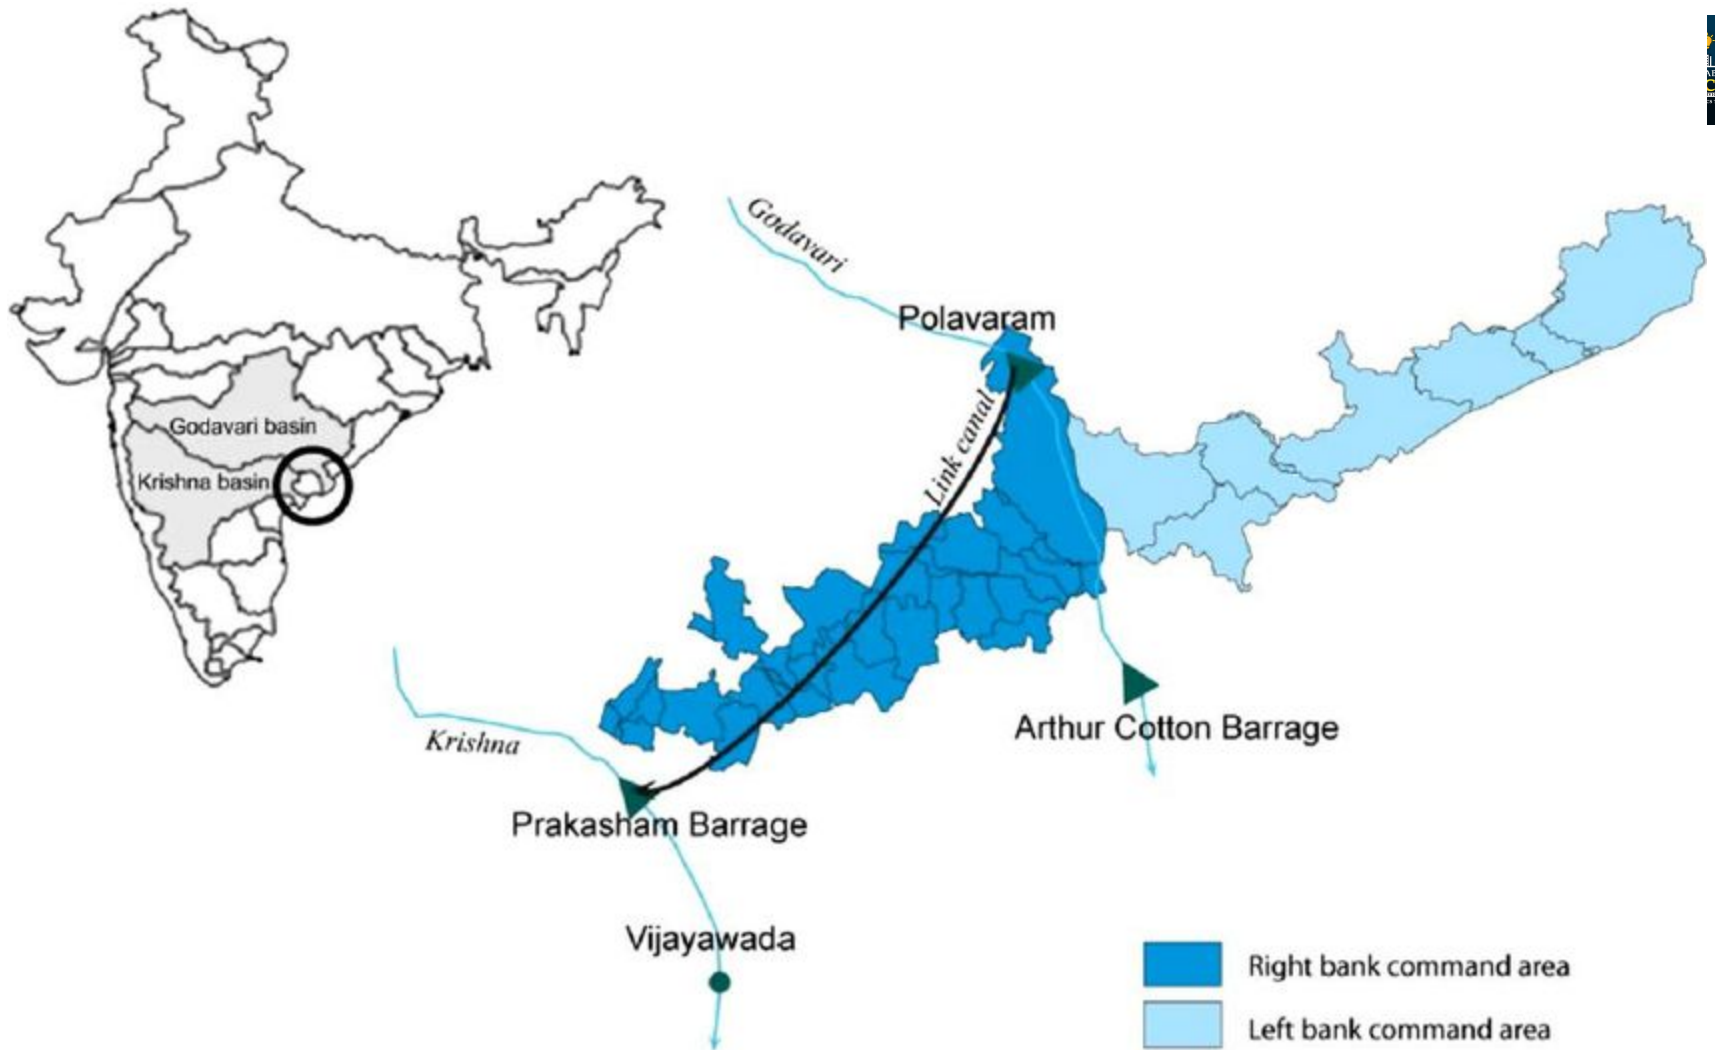 Godavari
Polavaram
Godavari basin
Krishna basin
Link canal
Krishna
Arthur Cotton Barrage
Prakasham Barrage
Vijayawada
Right bank command area
Left bank command area